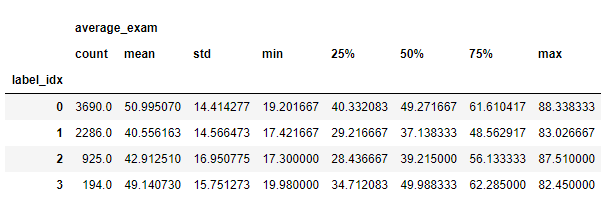 average_exam
count mean std min 25% 50% 75% max
label_idx
0 3690.0 50.995070 14.414277 19.201667 40.332083 49.271667 61.610417 88.338333
1 2286.0 40.556163 14.566473 17.421667 29.216667 37.138333 48.562917 83.026667
2 925.0 42.912510 16.950775 17.300000 28.436667 39.215000 56.133333 87.510000
3 194.0 49.140730 15.751273 19.980000 34.712083 49.988333 62.285000 82.450000